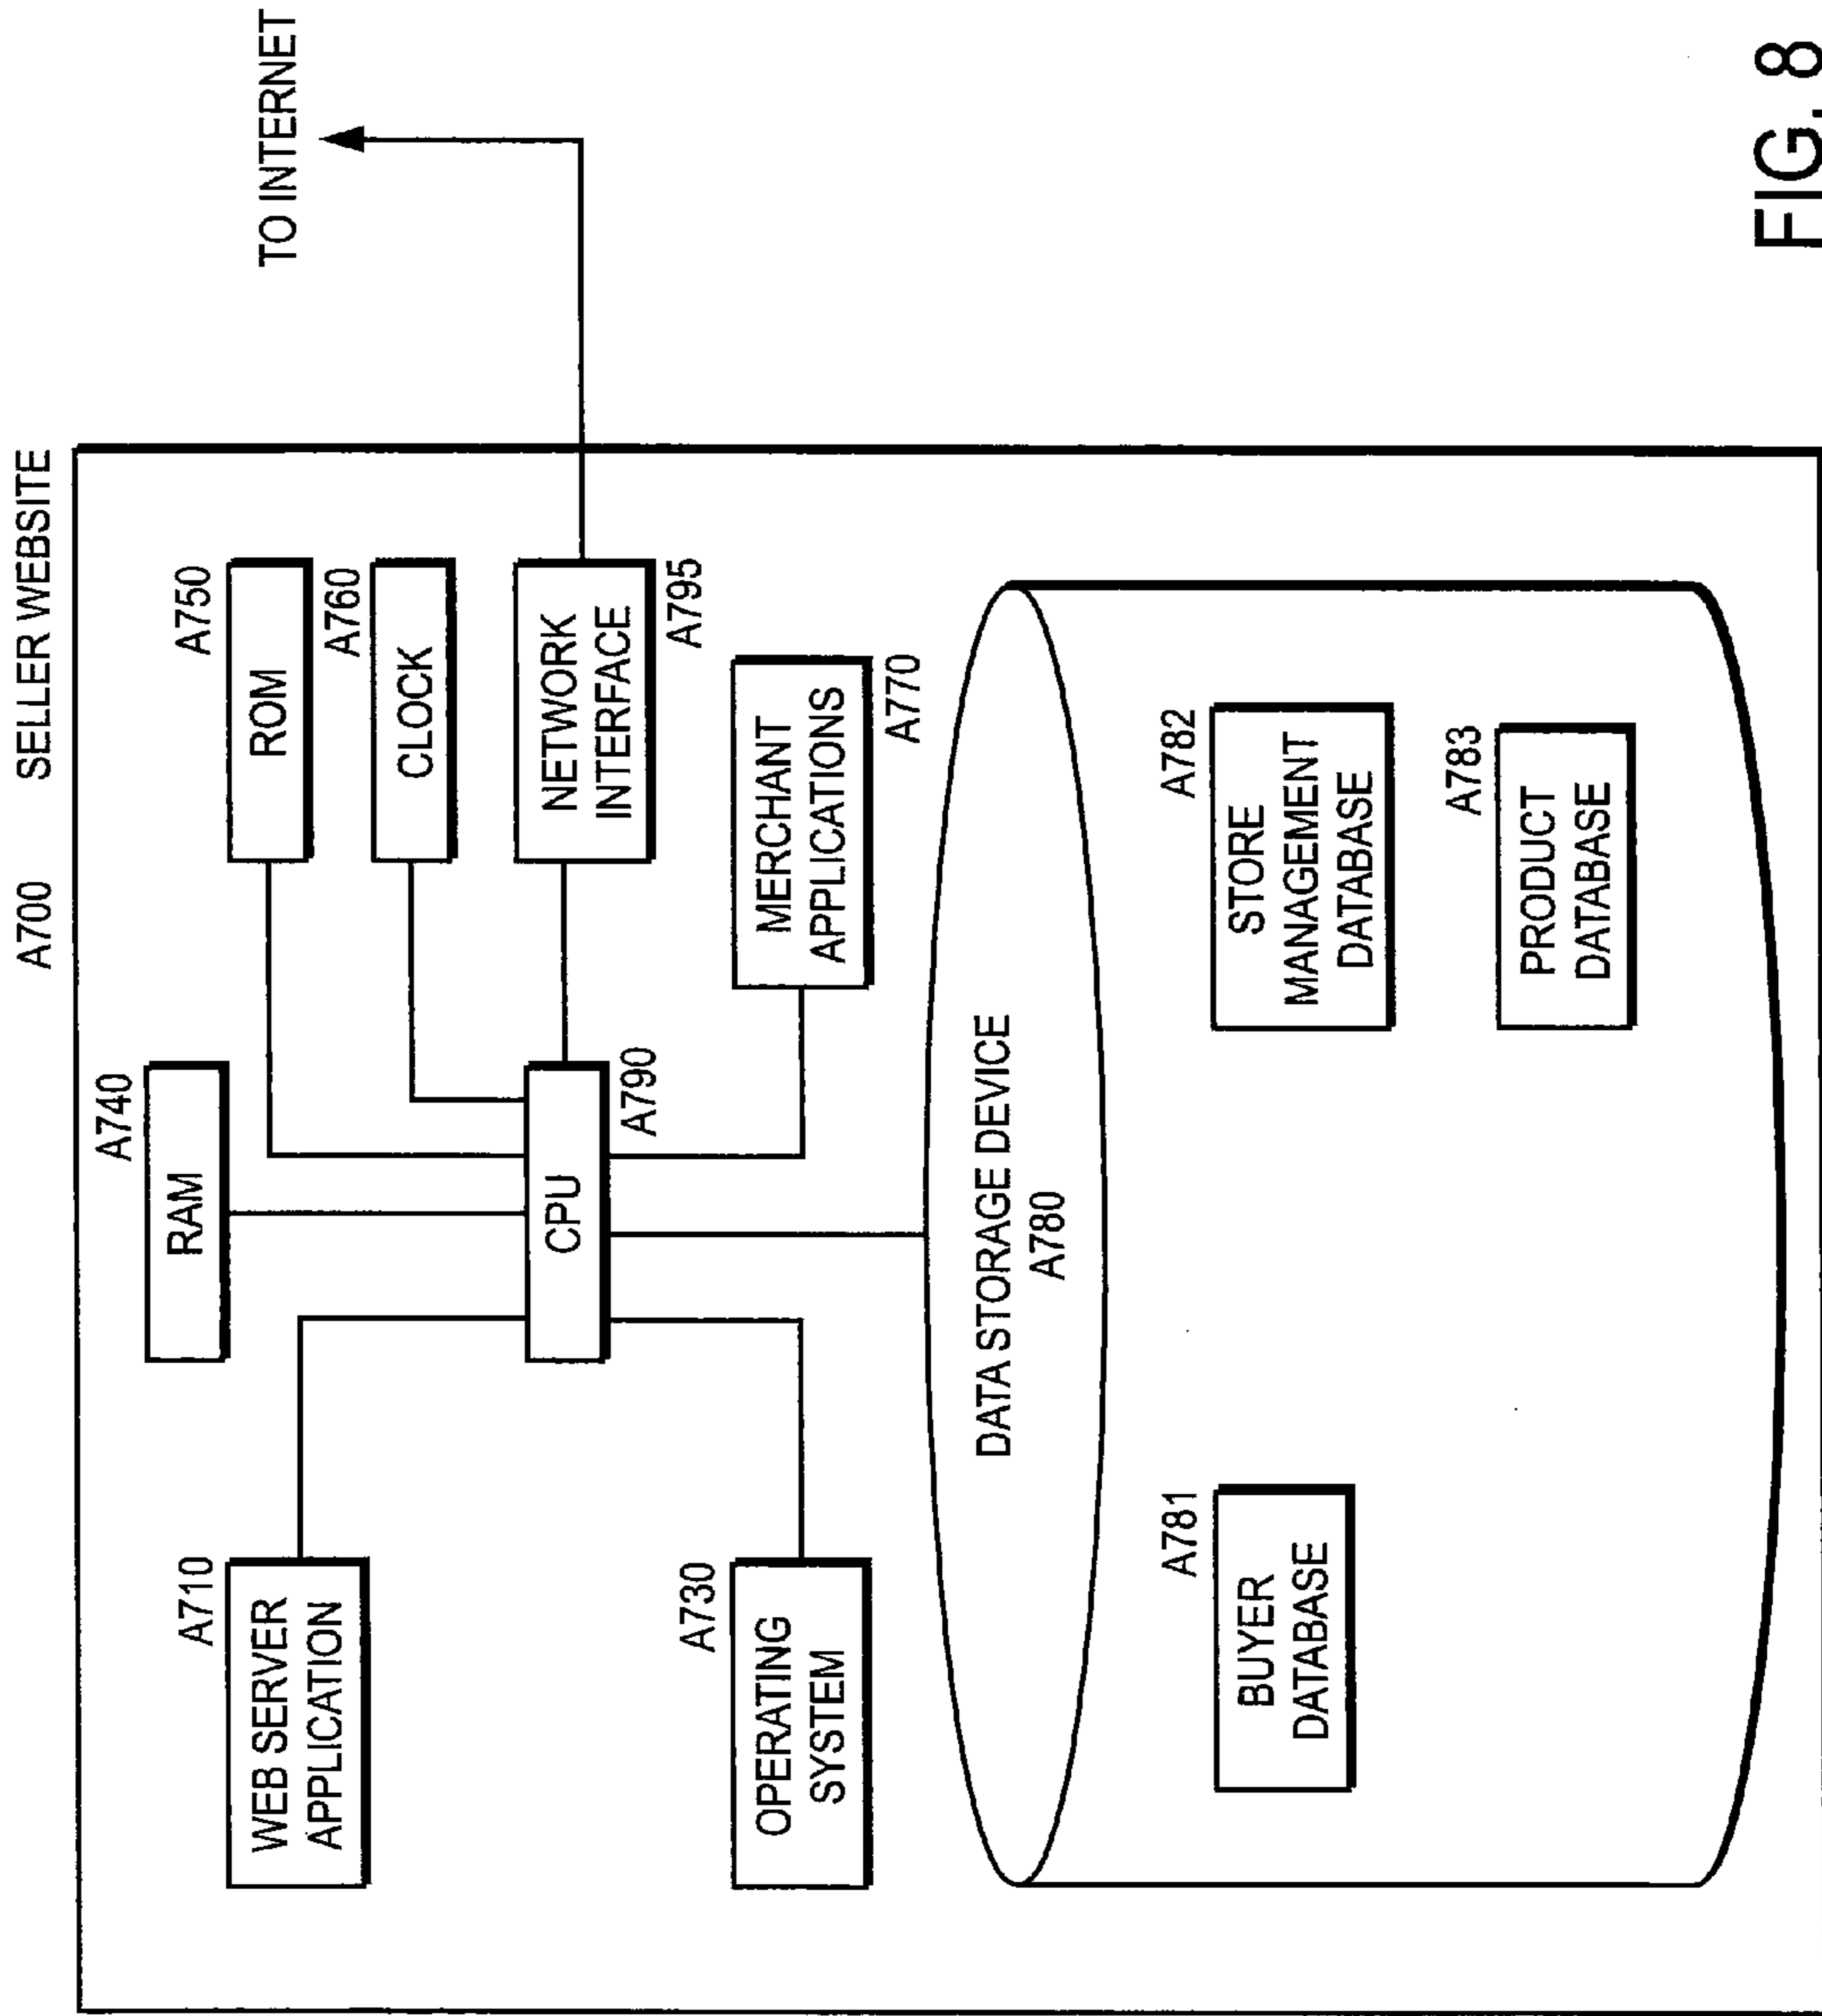 A700 SELLER WEBSITE
TO INTERNET
A740
RAM
A710
WEB SERVER
APPLICATION
A750
ROM
A760
CLOCK
CPU
A790
NETWORK
INTERFACE
A795
A730
OPERATING
SYSTEM
MERCHANT
APPLICATIONS
A770
DATA STORAGE DEVICE
A780
A781
BUYER
DATABASE
A782
STORE
MANAGEMENT
DATABASE
A783
PRODUCT
DATABASE
FIG. 8